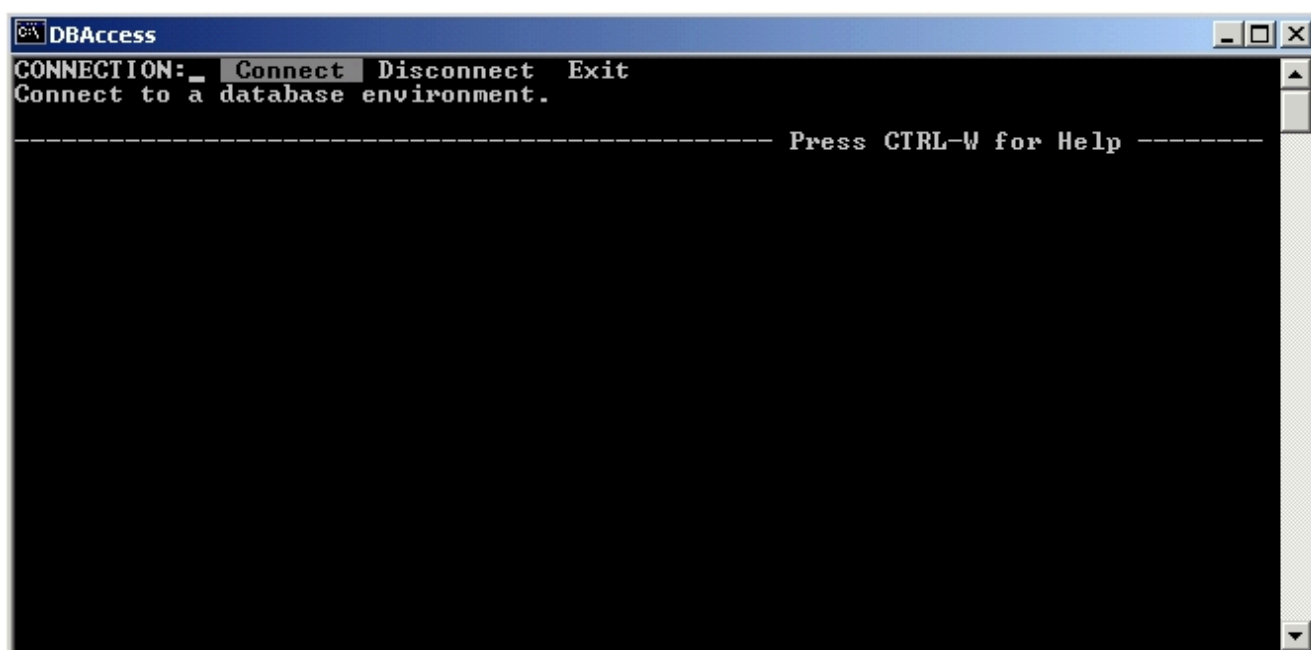 DBAccess
CONNECTION:_ Connect Disconnect Exit
Connect to a database environment.
------------------------------------------------ Press CTRL-W for Help --------